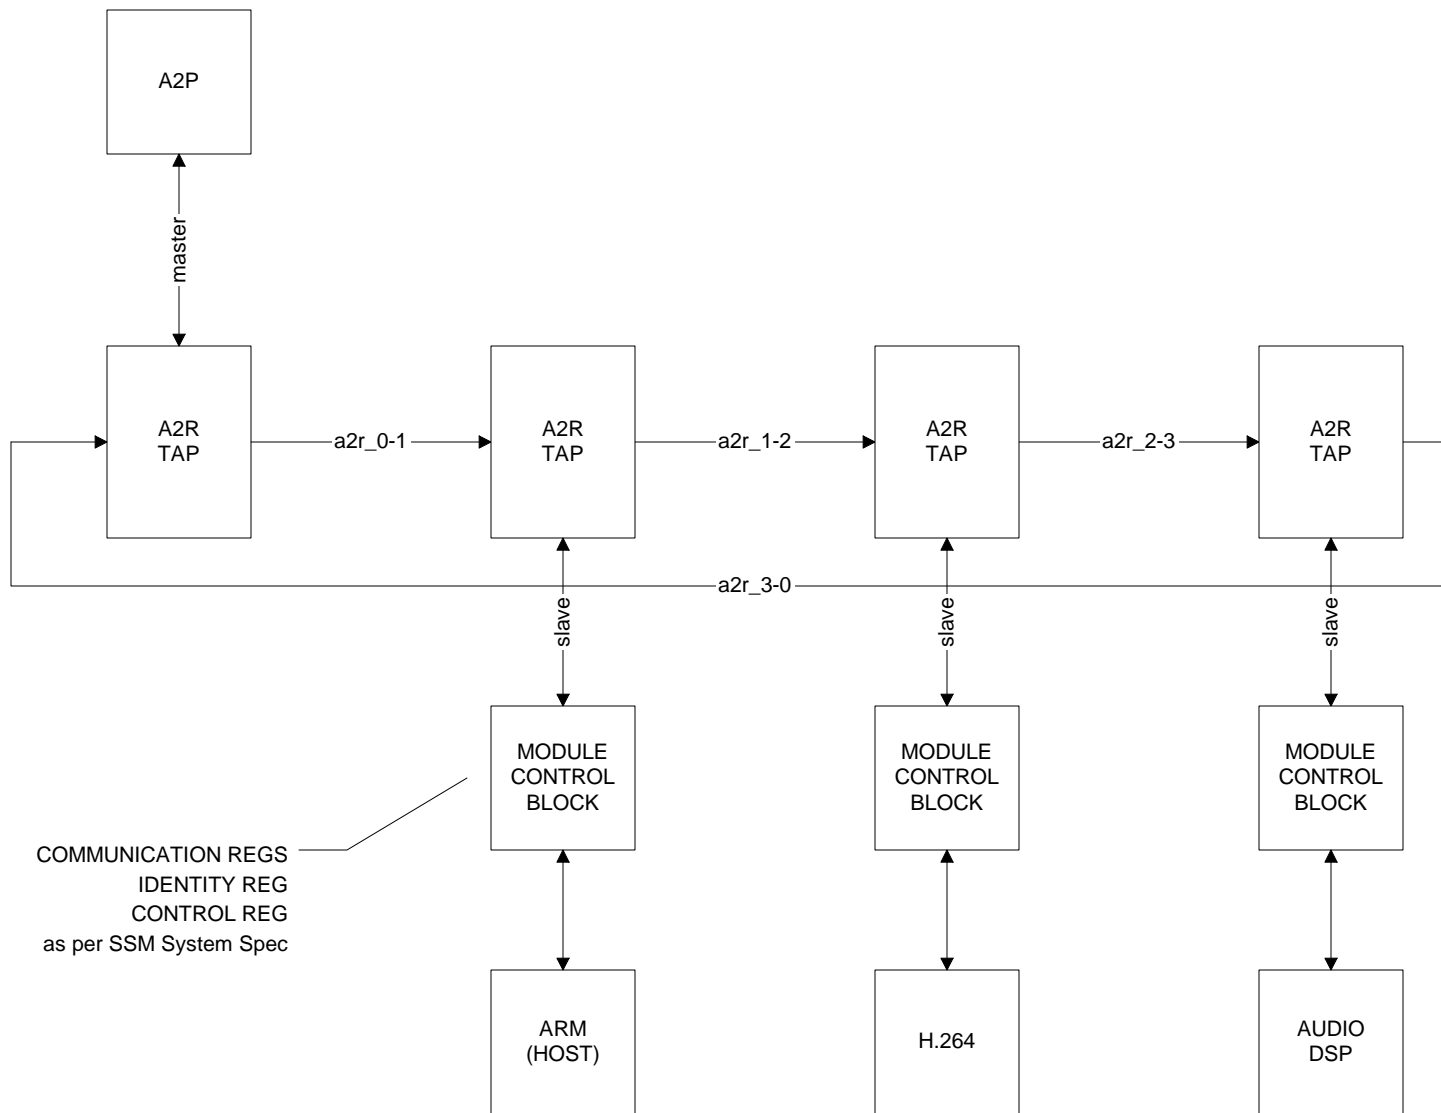 A2P
master
A2R
TAP
a2r_0-1
A2R
TAP
a2r_1-2
A2R
TAP
a2r_2-3
A2R
TAP
a2r_3-0
slave
slave
slave
MODULE
CONTROL
BLOCK
MODULE
CONTROL
BLOCK
MODULE
CONTROL
BLOCK
COMMUNICATION REGS
IDENTITY REG
CONTROL REG
as per SSM System Spec
ARM
(HOST)
H.264
AUDIO
DSP